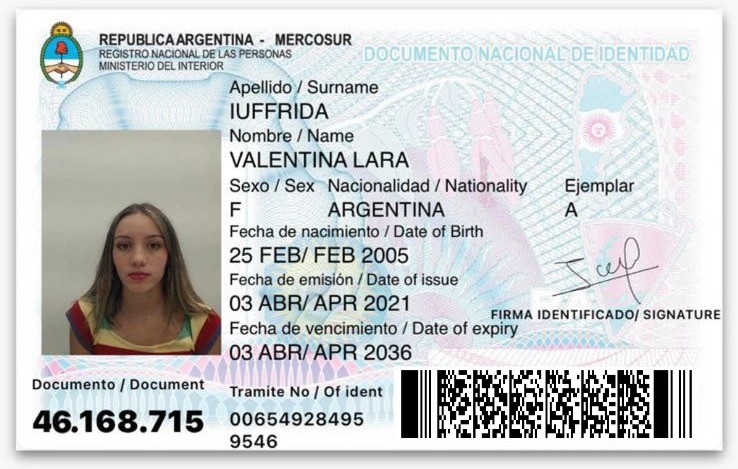 REPUBLICA ARGENTINA - MERCOSUR
REGISTRO NACIONAL DE LAS PERSONAS
MINISTERIO DEL INTERIOR
DOCUMENTO NACIONAL DE IDENTIDAD
Apellido / Surname
IUFFRIDA
Nombre / Name
VALENTINA LARA
Sexo / Sex Nacionalidad / Nationality Ejemplar
F ARGENTINA A
Fecha de nacimiento / Date of Birth
25 FEB/ FEB 2005
Fecha de emisión / Date of issue
03 ABR/ APR 2021
FIRMA IDENTIFICADO/ SIGNATURE
Fecha de vencimiento / Date of expiry
03 ABR/ APR 2036
Documento / Document
46.168.715
Tramite No / Of ident
00654928495
9546